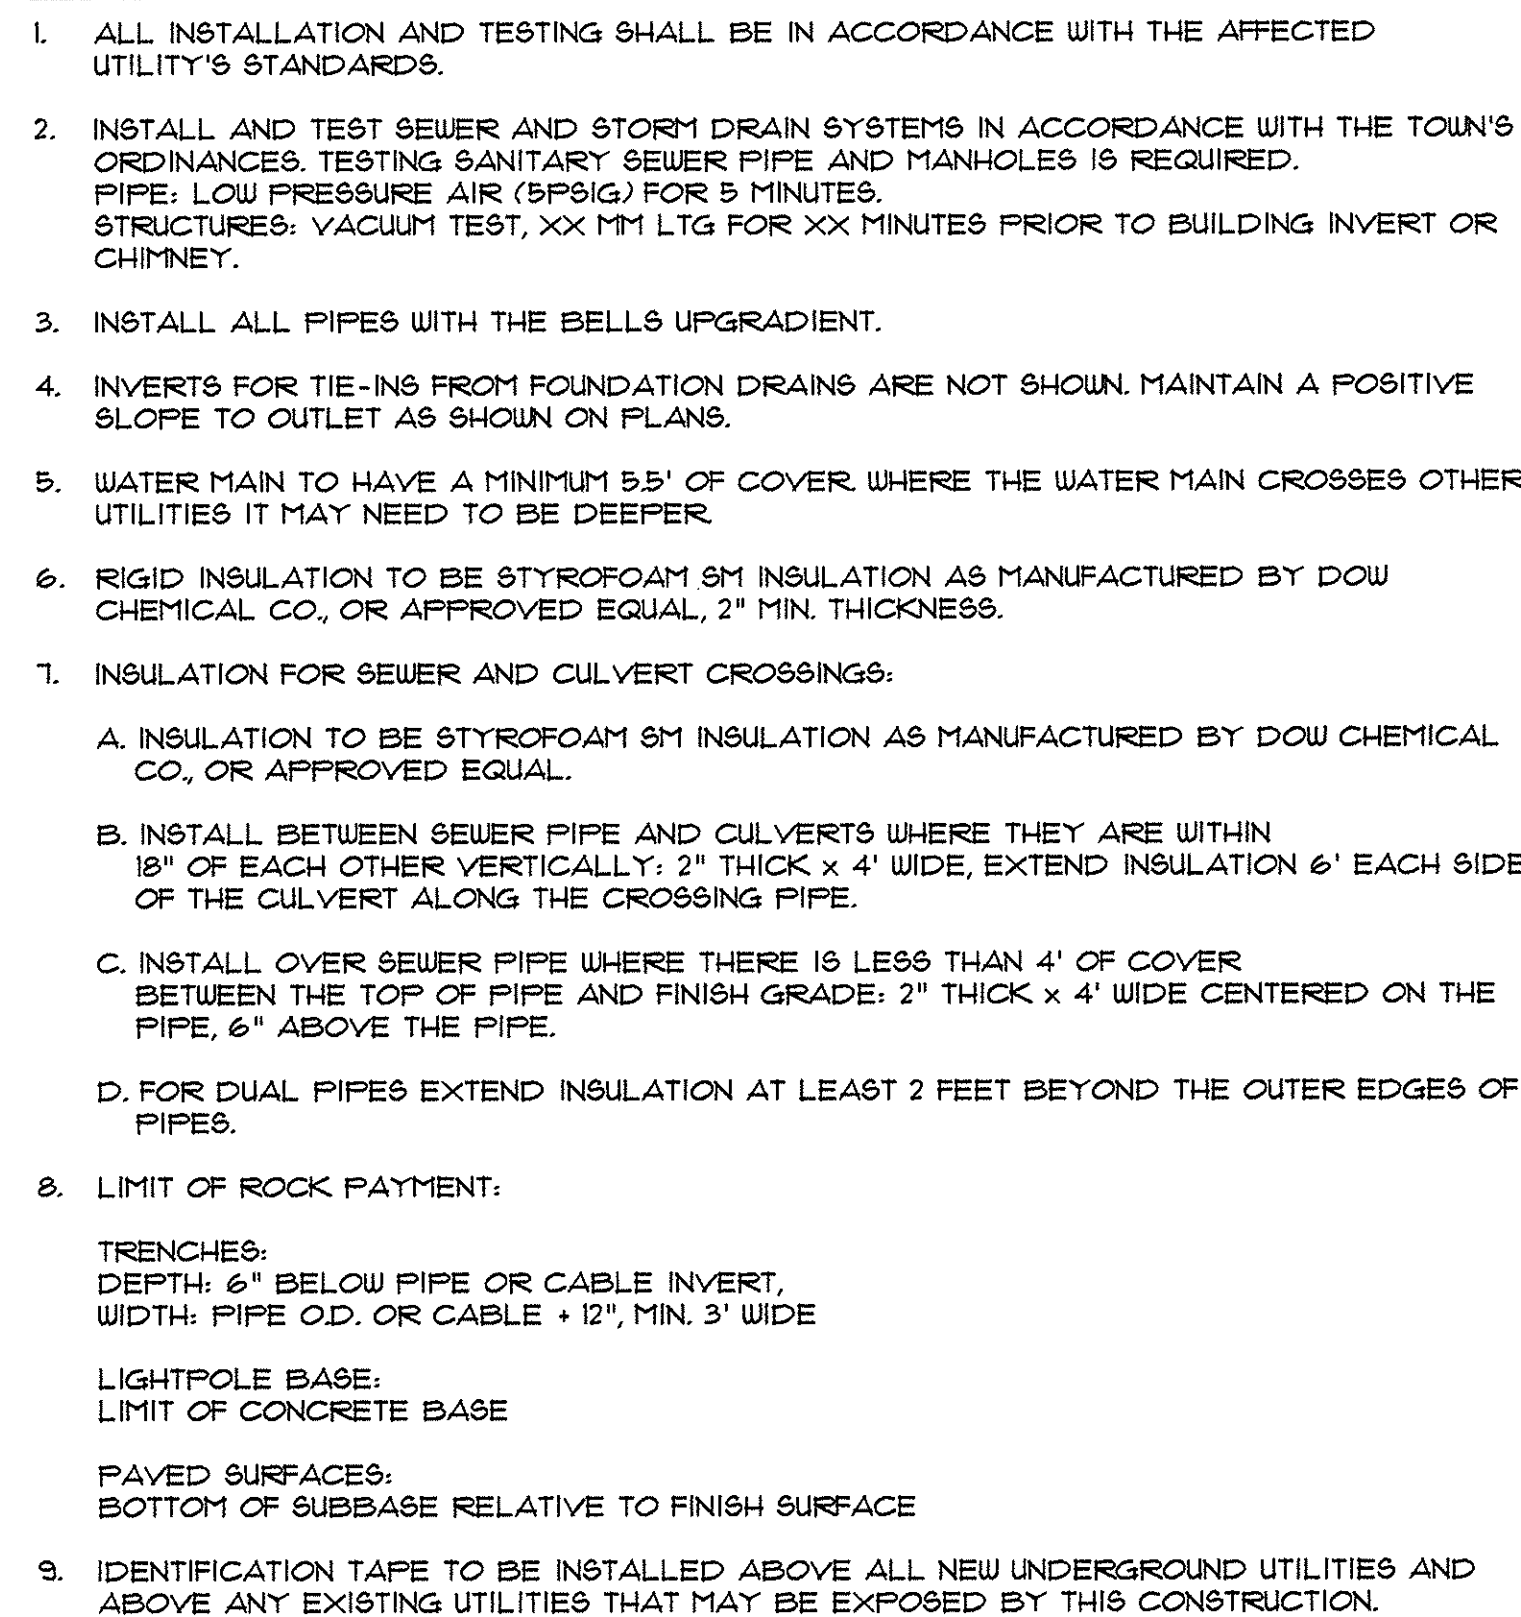 1. ALL INSTALLATION AND TESTING SHALL BE IN ACCORDANCE WITH THE AFFECTED
UTILITY'S STANDARDS.
2. INSTALL AND TEST SEWER AND STORM DRAIN SYSTEMS IN ACCORDANCE WITH THE TOWN'S
ORDINANCES. TESTING SANITARY SEWER PIPE AND MANHOLES IS REQUIRED.
PIPE: LOW PRESSURE AIR (5PSIG) FOR 5 MINUTES.
STRUCTURES: VACUUM TEST, XX MM LTG FOR XX MINUTES PRIOR TO BUILDING INVERT OR
CHIMNEY.
3. INSTALL ALL PIPES WITH THE BELLS UPGRADIENT.
4. INVERTS FOR TIE-INS FROM FOUNDATION DRAINS ARE NOT SHOWN. MAINTAIN A POSITIVE
SLOPE TO OUTLET AS SHOWN ON PLANS.
5. WATER MAIN TO HAVE A MINIMUM 5.5' OF COVER. WHERE THE WATER MAIN CROSSES OTHER
UTILITIES IT MAY NEED TO BE DEEPER.
6. RIGID INSULATION TO BE STYROFOAM SM INSULATION AS MANUFACTURED BY DOW
CHEMICAL CO., OR APPROVED EQUAL, 2" MIN. THICKNESS.
7. INSULATION FOR SEWER AND CULVERT CROSSINGS:
A. INSULATION TO BE STYROFOAM SM INSULATION AS MANUFACTURED BY DOW CHEMICAL
CO., OR APPROVED EQUAL.
B. INSTALL BETWEEN SEWER PIPE AND CULVERTS WHERE THEY ARE WITHIN
18" OF EACH OTHER VERTICALLY: 2" THICK x 4' WIDE, EXTEND INSULATION 6' EACH SIDE
OF THE CULVERT ALONG THE CROSSING PIPE.
C. INSTALL OVER SEWER PIPE WHERE THERE IS LESS THAN 4' OF COVER
BETWEEN THE TOP OF PIPE AND FINISH GRADE: 2" THICK x 4' WIDE CENTERED ON THE
PIPE, 6" ABOVE THE PIPE.
D. FOR DUAL PIPES EXTEND INSULATION AT LEAST 2 FEET BEYOND THE OUTER EDGES OF
PIPES.
8. LIMIT OF ROCK PAYMENT:
TRENCHES:
DEPTH: 6" BELOW PIPE OR CABLE INVERT,
WIDTH: PIPE O.D. OR CABLE + 12", MIN. 3' WIDE
LIGHTPOLE BASE:
LIMIT OF CONCRETE BASE
PAVED SURFACES:
BOTTOM OF SUBBASE RELATIVE TO FINISH SURFACE
9. IDENTIFICATION TAPE TO BE INSTALLED ABOVE ALL NEW UNDERGROUND UTILITIES AND
ABOVE ANY EXISTING UTILITIES THAT MAY BE EXPOSED BY THIS CONSTRUCTION.